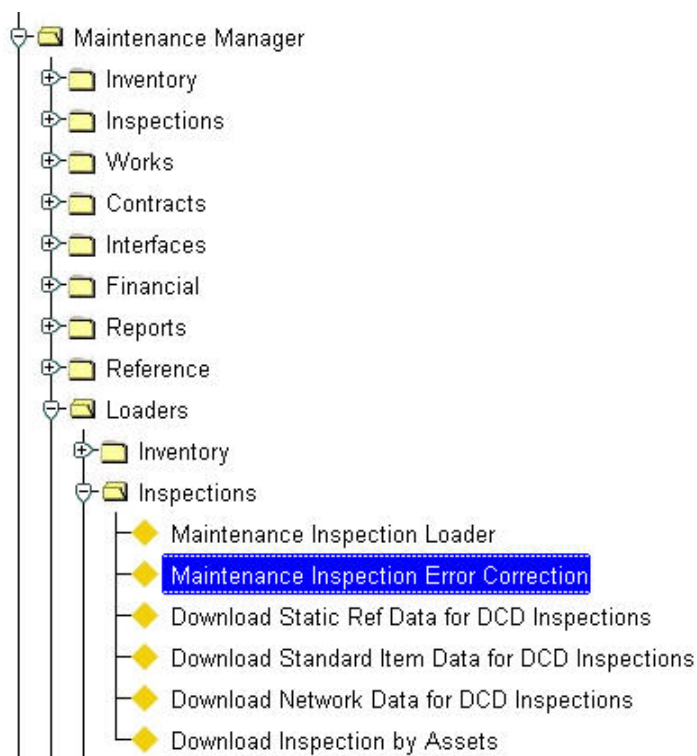 Maintenance Manager
Inventory
Inspections
Works
Contracts
Interfaces
Financial
Reports
Reference
Loaders
Inventory
Inspections
Maintenance Inspection Loader
Maintenance Inspection Error Correction
Download Static Ref Data for DCD Inspections
Download Standard Item Data for DCD Inspections
Download Network Data for DCD Inspections
Download Inspection by Assets